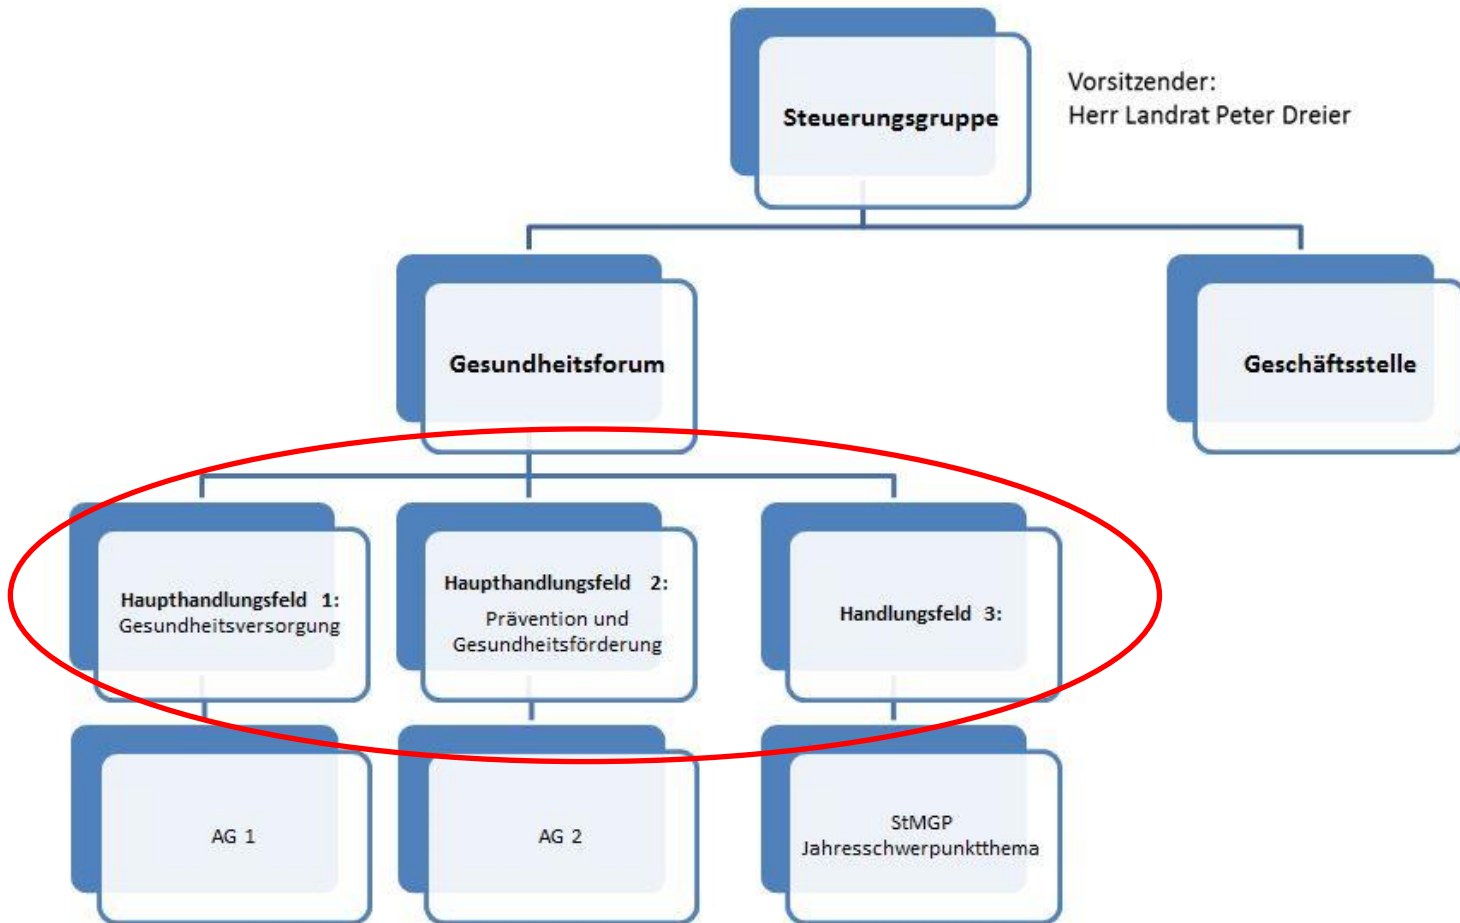 Steuerungsgruppe
Vorsitzender:
Herr Landrat Peter Dreier
Gesundheitsforum
Geschäftsstelle
Haupthandlungsfeld 1:
Gesundheitsversorgung
Haupthandlungsfeld 2:
Prävention und
Gesundheitsförderung
Handlungsfeld 3:
AG 1
AG 2
StMGP
Jahresschwerpunktthema